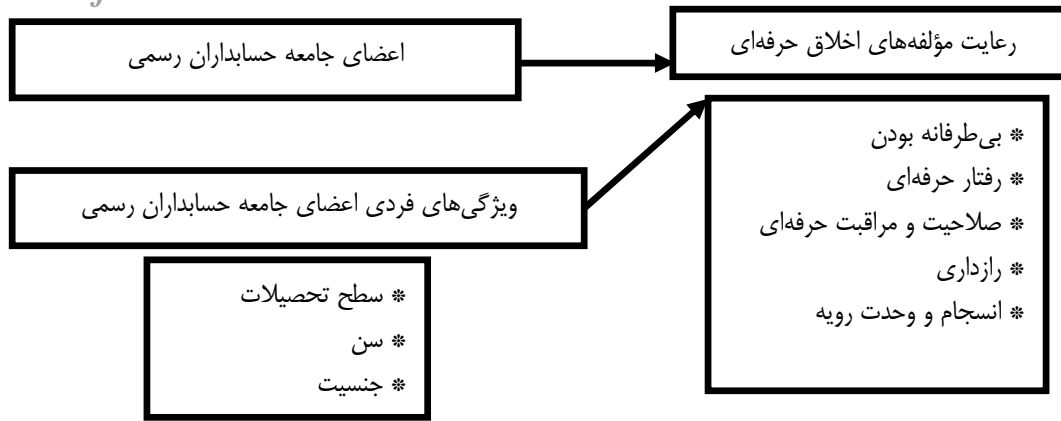 رعایت مؤلفه‌های اخلاق حرفه‌ای
اعضای جامعه حسابداران رسمی
* بی‌طرفانه بودن
* رفتار حرفه‌ای
* صلاحیت و مراقبت حرفه‌ای
* رازداری
* انسجام و وحدت رویه
ویژگی‌های فردی اعضای جامعه حسابداران رسمی
* سطح تحصیلات
* سن
* جنسیت